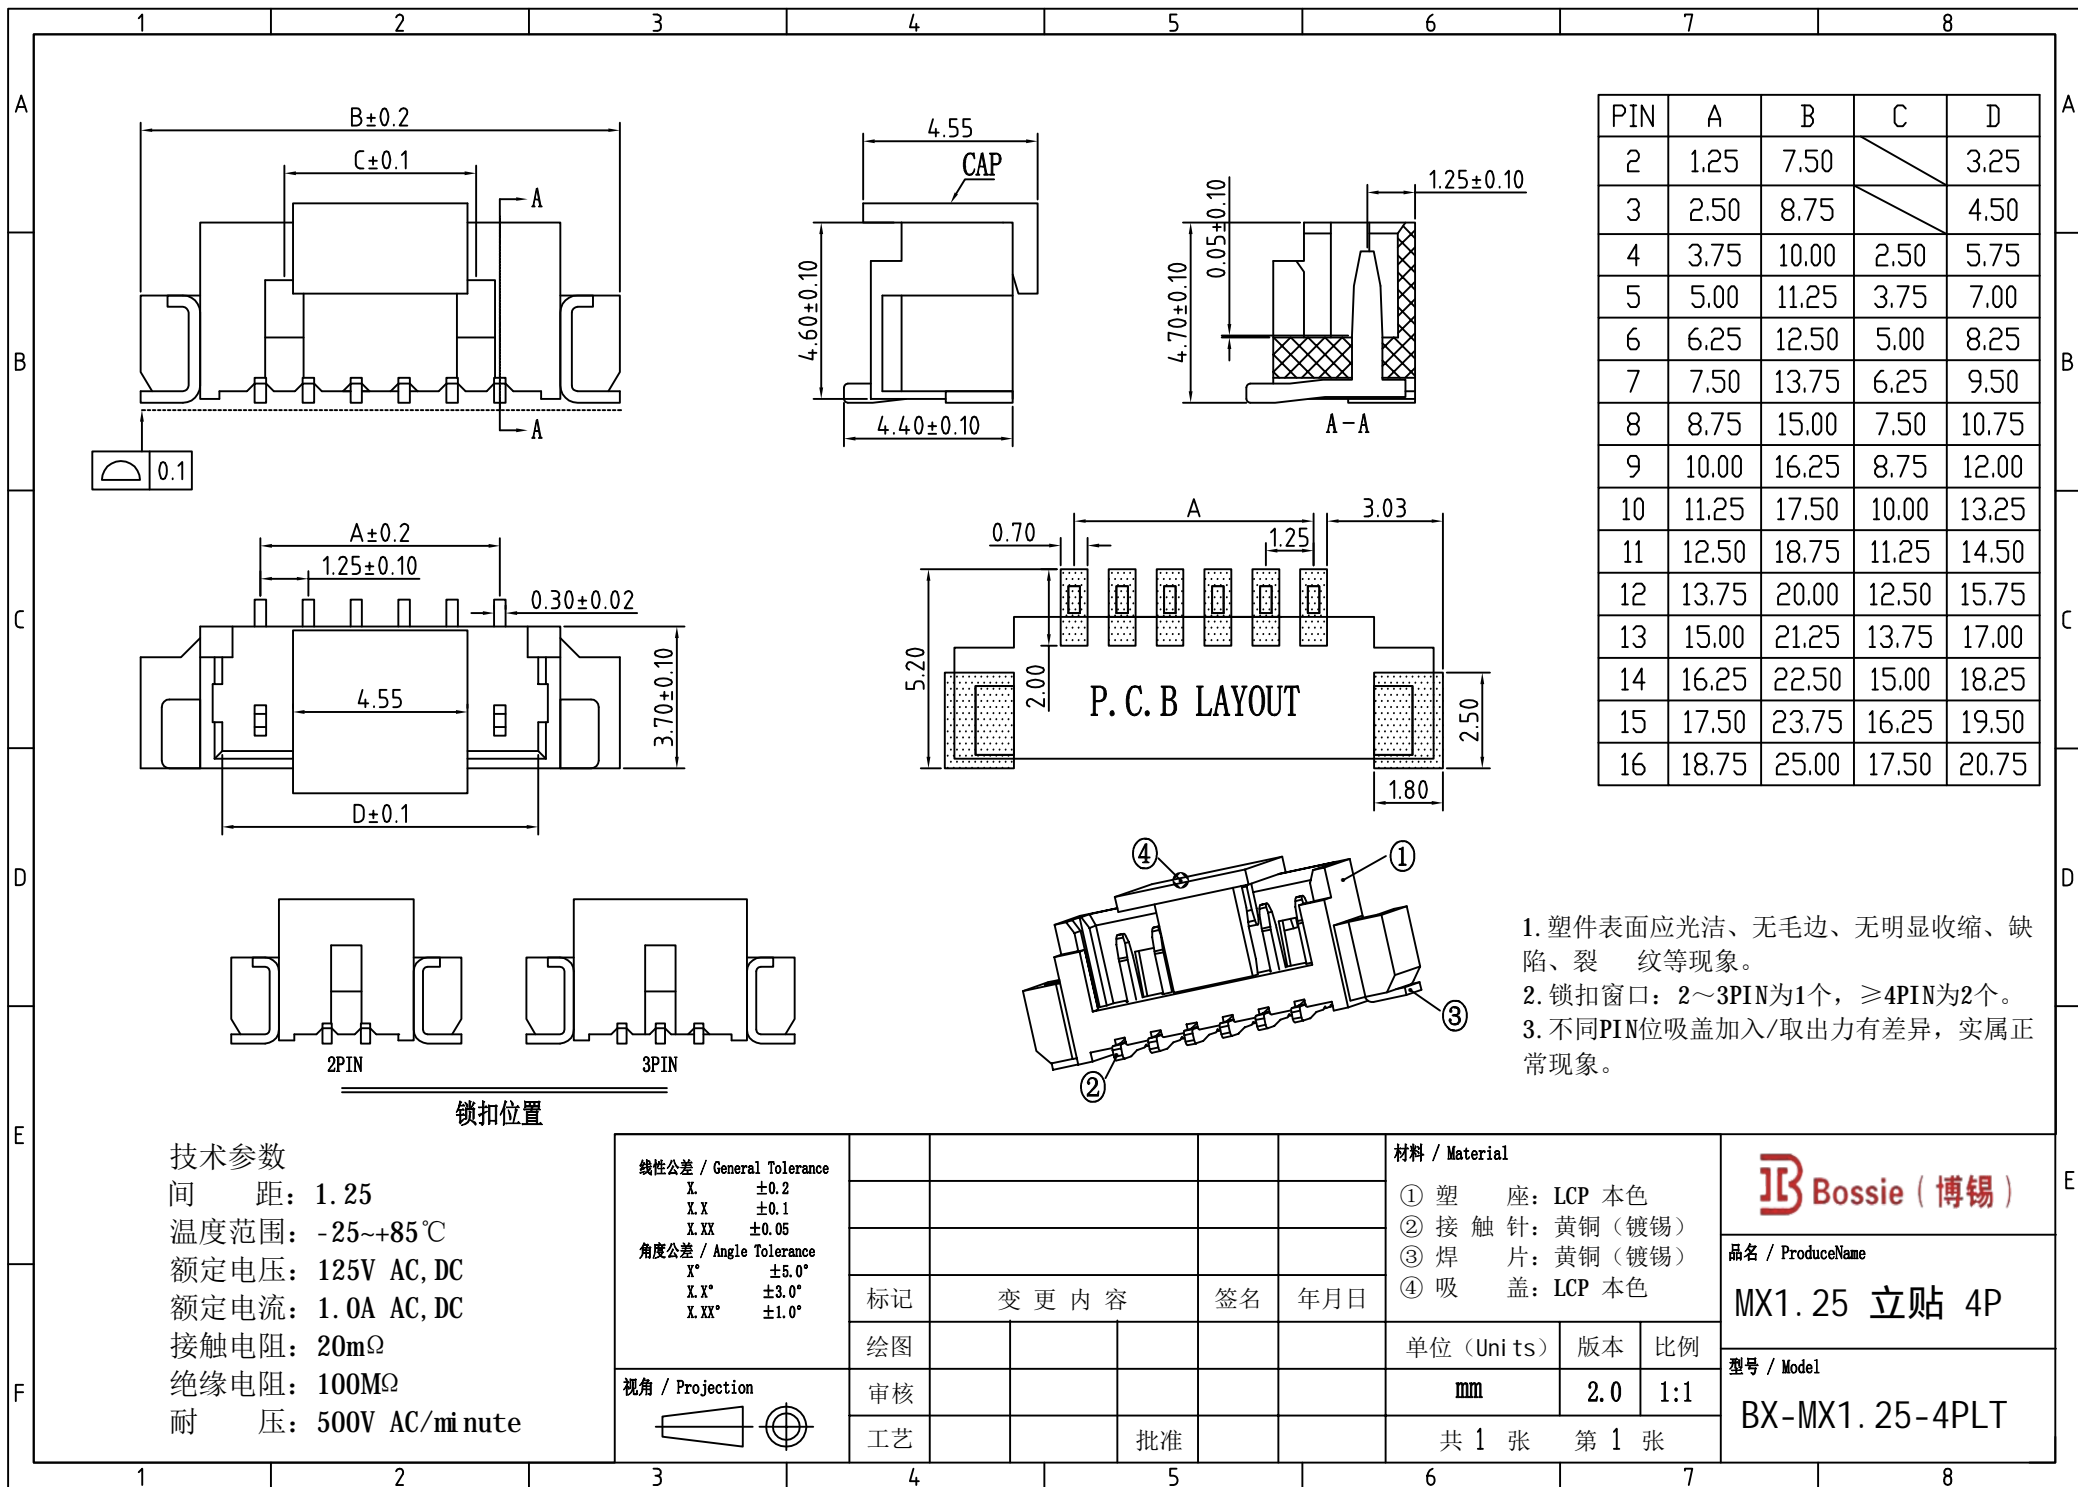 1 2 3 4 5 6 7 8
A A
B B
C C
D D
E E
F
B±0.2
C±0.1
A
A
0.1
4.55
CAP
4.60±0.10
4.40±0.10
1.25±0.10
0.05±0.10
4.70±0.10
A-A
PIN A B C D
2 1.25 7.50 3.25
3 2.50 8.75 4.50
4 3.75 10.00 2.50 5.75
5 5.00 11.25 3.75 7.00
6 6.25 12.50 5.00 8.25
7 7.50 13.75 6.25 9.50
8 8.75 15.00 7.50 10.75
9 10.00 16.25 8.75 12.00
10 11.25 17.50 10.00 13.25
11 12.50 18.75 11.25 14.50
12 13.75 20.00 12.50 15.75
13 15.00 21.25 13.75 17.00
14 16.25 22.50 15.00 18.25
15 17.50 23.75 16.25 19.50
16 18.75 25.00 17.50 20.75
A±0.2
1.25±0.10
0.30±0.02
4.55
3.70±0.10
D±0.1
0.70
A
3.03
1.25
5.20
2.00
P.C.B LAYOUT
2.50
1.80
2PIN
3PIN
锁扣位置
④
①
③
②
1.塑件表面应光洁、无毛边、无明显收缩、缺
陷、裂 纹等现象。
2.锁扣窗口：2～3PIN为1个，≥4PIN为2个。
3.不同PIN位吸盖加入/取出力有差异，实属正
常现象。
技术参数
间 距：1.25
温度范围：-25~+85℃
额定电压：125V AC,DC
额定电流：1.0A AC,DC
接触电阻：20mΩ
绝缘电阻：100MΩ
耐 压：500V AC/minute
线性公差 / General Tolerance
X. ±0.2
X.X ±0.1
X.XX ±0.05
角度公差 / Angle Tolerance
X° ±5.0°
X.X° ±3.0°
X.XX° ±1.0°
视角 / Projection
标记 变 更 内 容 签名 年月日
绘图
审核
工艺 批准
材料 / Material
① 塑 座：LCP 本色
② 接 触 针：黄铜（镀锡）
③ 焊 片：黄铜（镀锡）
④ 吸 盖：LCP 本色
单位（Units） 版本 比例
mm 2.0 1:1
共 1 张 第 1 张
Bossie（博锡）
品名 / ProduceName
MX1.25 立贴 4P
型号 / Model
BX-MX1.25-4PLT
1 2 3 4 5 6 7 8